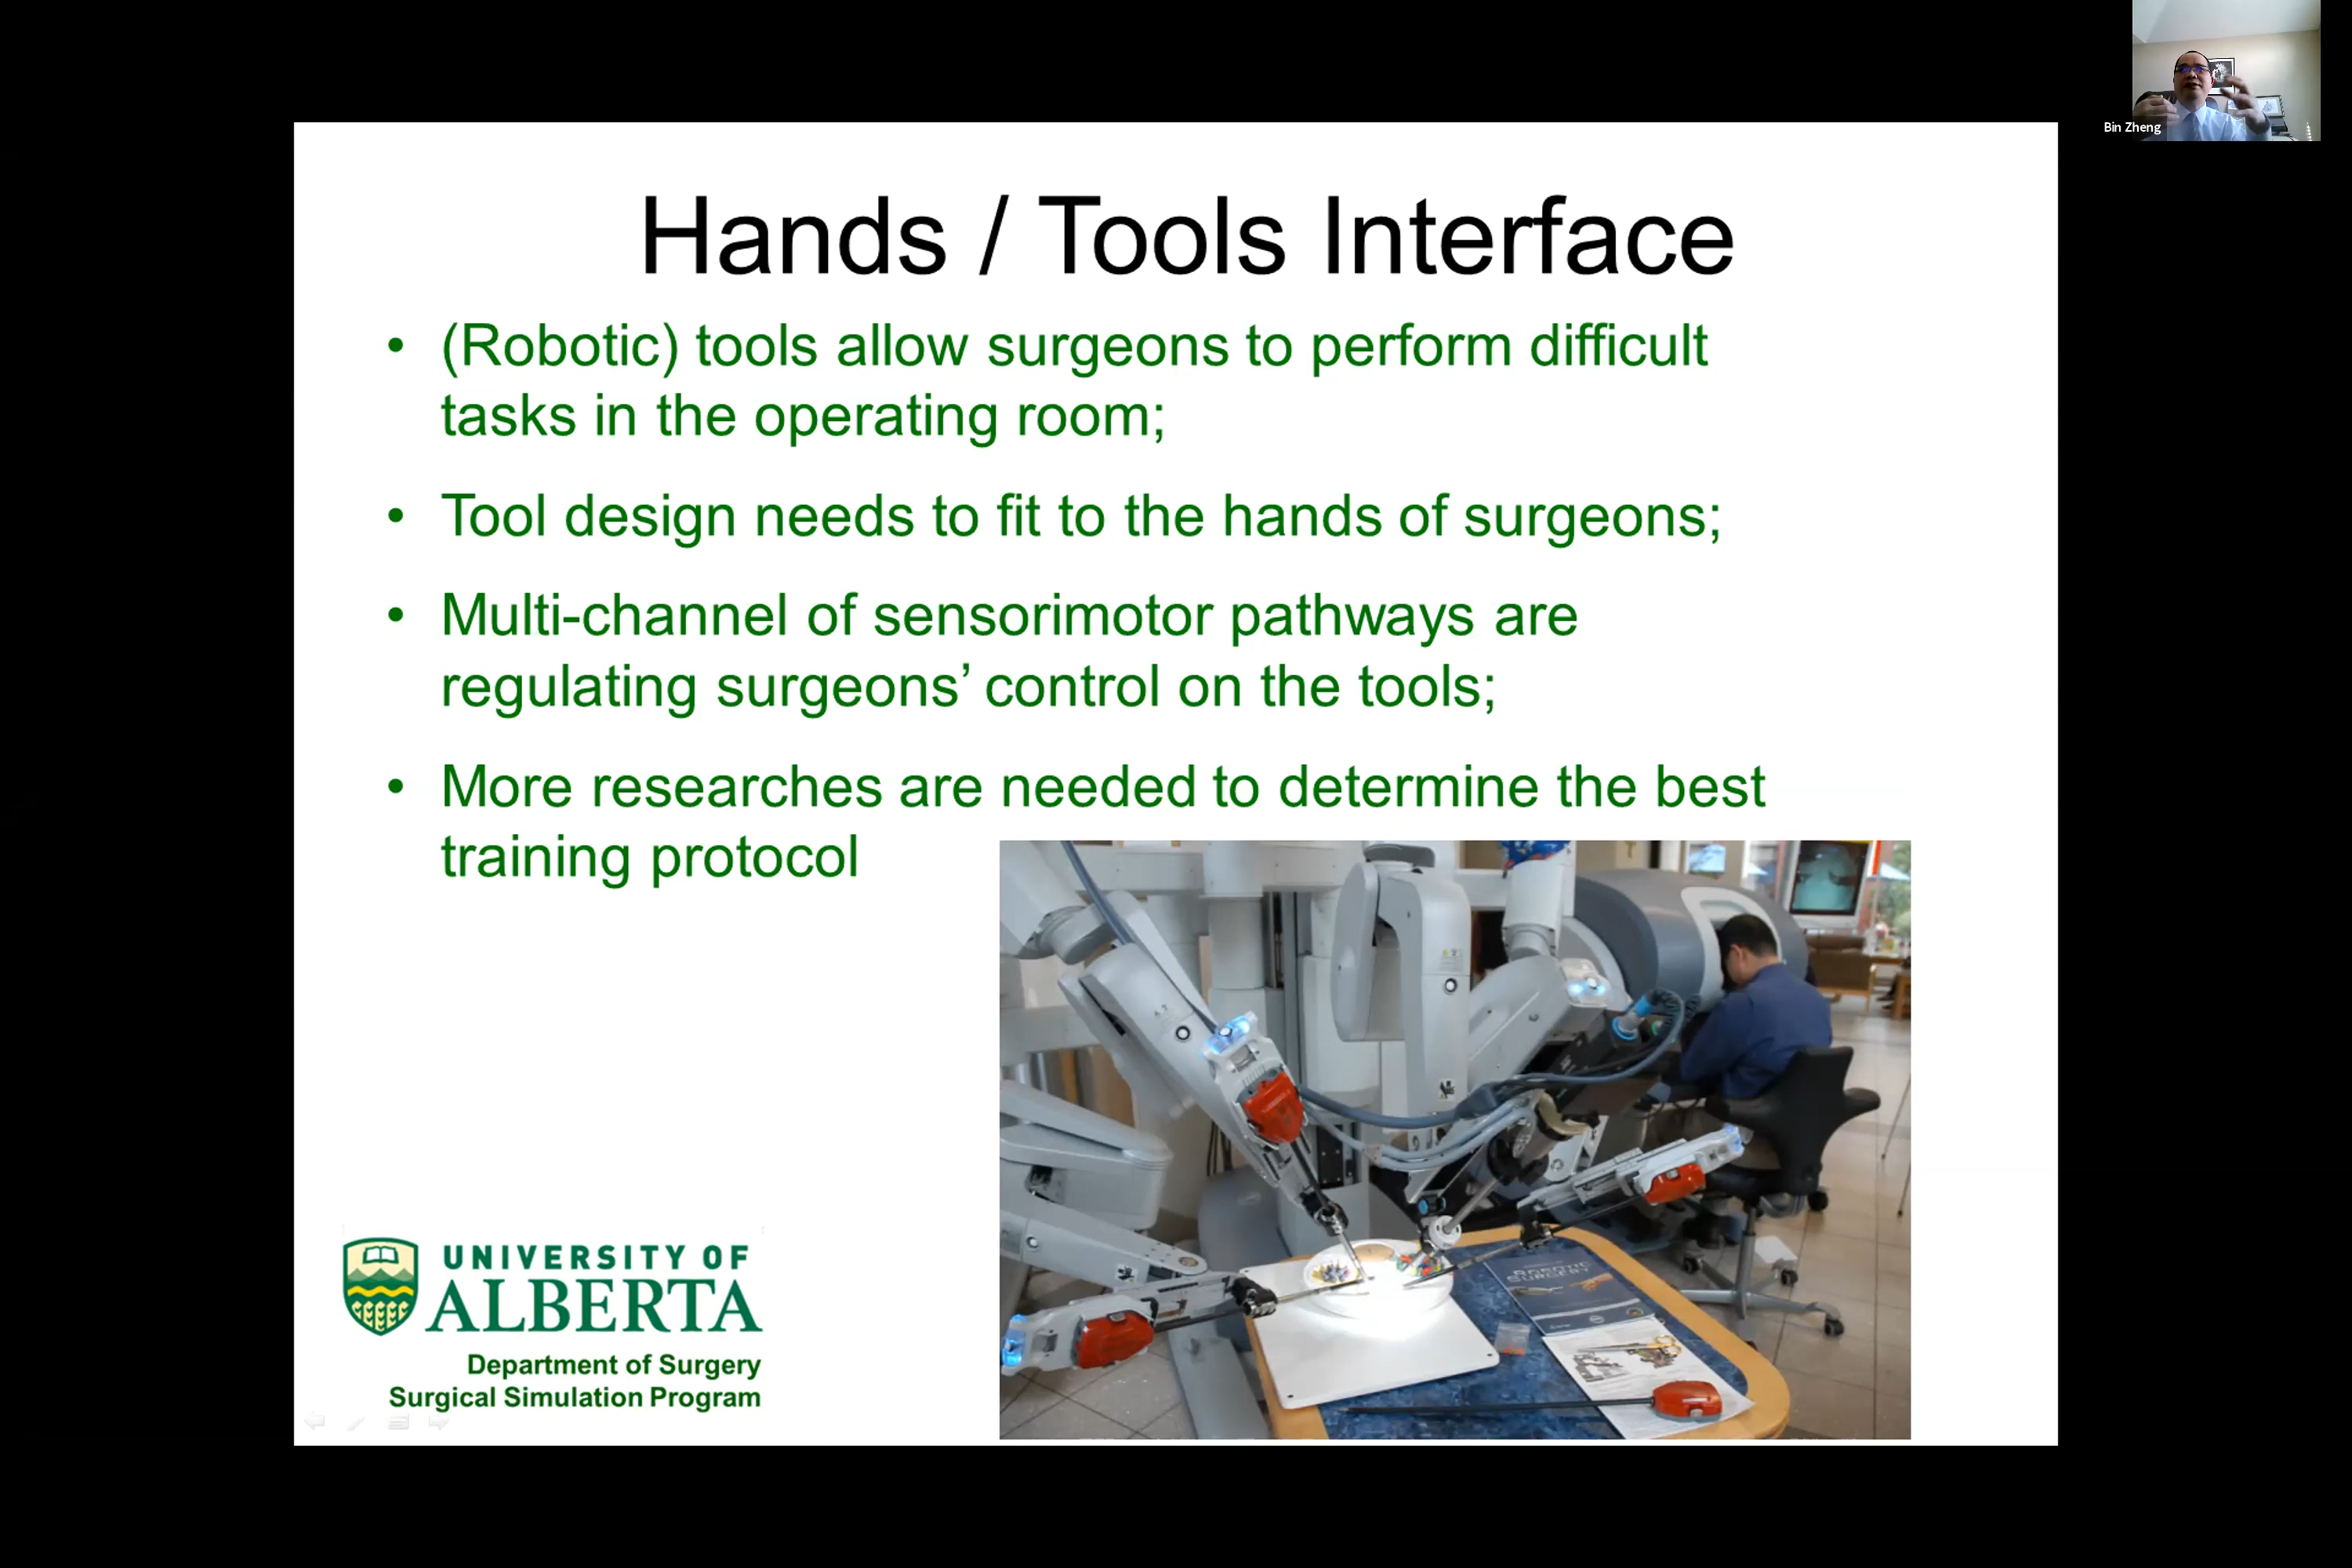 Bin Zheng
Hands / Tools Interface
• (Robotic) tools allow surgeons to perform difficult
tasks in the operating room;
• Tool design needs to fit to the hands of surgeons;
• Multi-channel of sensorimotor pathways are
regulating surgeons’ control on the tools;
• More researches are needed to determine the best
training protocol
ROBOTIC
SURGERY
UNIVERSITY OF
ALBERTA
Department of Surgery
Surgical Simulation Program